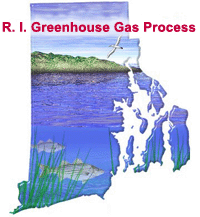 R. I. Greenhouse Gas Process